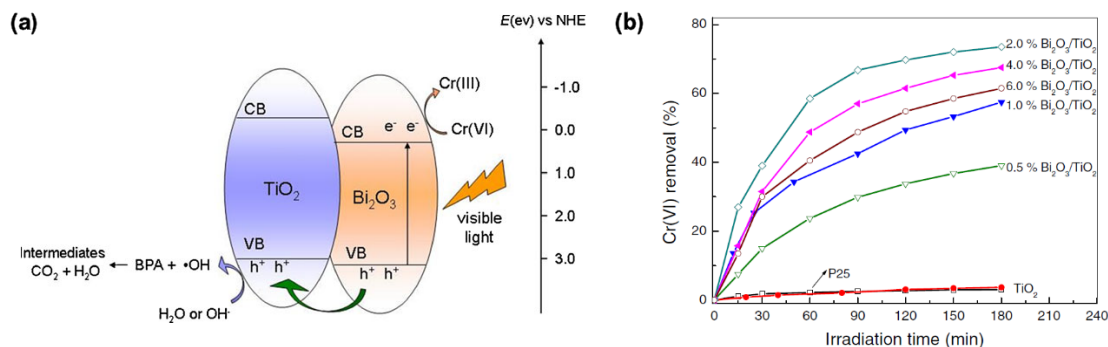 (a)
E(ev) vs NHE
-1.0
0.0
1.0
2.0
3.0
CB
TiO₂
VB
h⁺ h⁺
CB
e⁻ e⁻
Bi₂O₃
VB
h⁺ h⁺
Cr(III)
Cr(VI)
visible
light
Intermediates
CO₂ + H₂O
BPA + •OH
H₂O or OH⁻
(b)
Cr(VI) removal (%)
80
60
40
20
0
2.0 % Bi₂O₃/TiO₂
4.0 % Bi₂O₃/TiO₂
6.0 % Bi₂O₃/TiO₂
1.0 % Bi₂O₃/TiO₂
0.5 % Bi₂O₃/TiO₂
P25
TiO₂
0 30 60 90 120 150 180 210 240
Irradiation time (min)